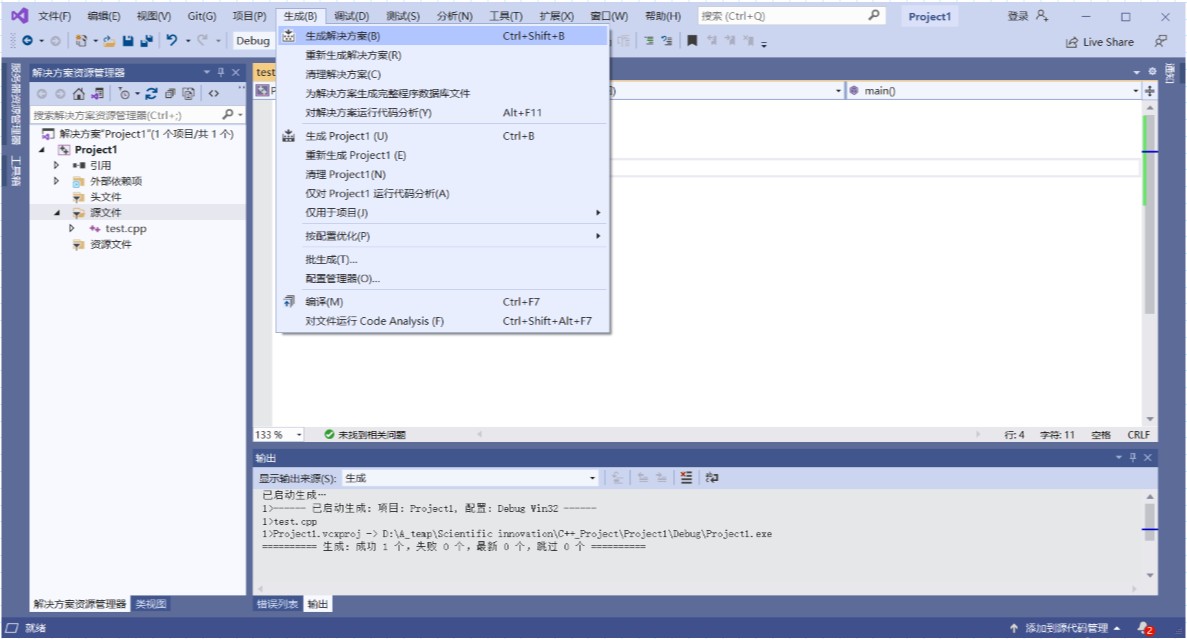 文件(F) 编辑(E) 视图(V) Git(G) 项目(P) 生成(B) 调试(D) 测试(S) 分析(N) 工具(T) 扩展(X) 窗口(W) 帮助(H) 搜索 (Ctrl+Q) Project1 登录
Debug Live Share
生成解决方案(B) Ctrl+Shift+B
重新生成解决方案(R)
清理解决方案(C)
为解决方案生成完整程序数据库文件
对解决方案运行代码分析(Y) Alt+F11
生成 Project1 (U) Ctrl+B
重新生成 Project1 (E)
清理 Project1(N)
仅对 Project1 运行代码分析(A)
仅用于项目(J)
按配置优化(P)
批生成(T)...
配置管理器(O)...
编译(M) Ctrl+F7
对文件运行 Code Analysis (F) Ctrl+Shift+Alt+F7
服务器资源管理器
工具箱
解决方案资源管理器
搜索解决方案资源管理器(Ctrl+;)
解决方案"Project1"(1 个项目/共 1 个)
Project1
引用
外部依赖项
头文件
源文件
test.cpp
资源文件
解决方案资源管理器 类视图
test
main()
通知
133 % 未找到相关问题 行: 4 字符: 11 空格 CRLF
输出
显示输出来源(S): 生成
已启动生成…
1>------ 已启动生成: 项目: Project1, 配置: Debug Win32 ------
1>test.cpp
1>Project1.vcxproj -> D:\A_temp\Scientific innovation\C++_Project\Project1\Debug\Project1.exe
========== 生成: 成功 1 个，失败 0 个，最新 0 个，跳过 0 个 ==========
错误列表 输出
就绪 添加到源代码管理 2